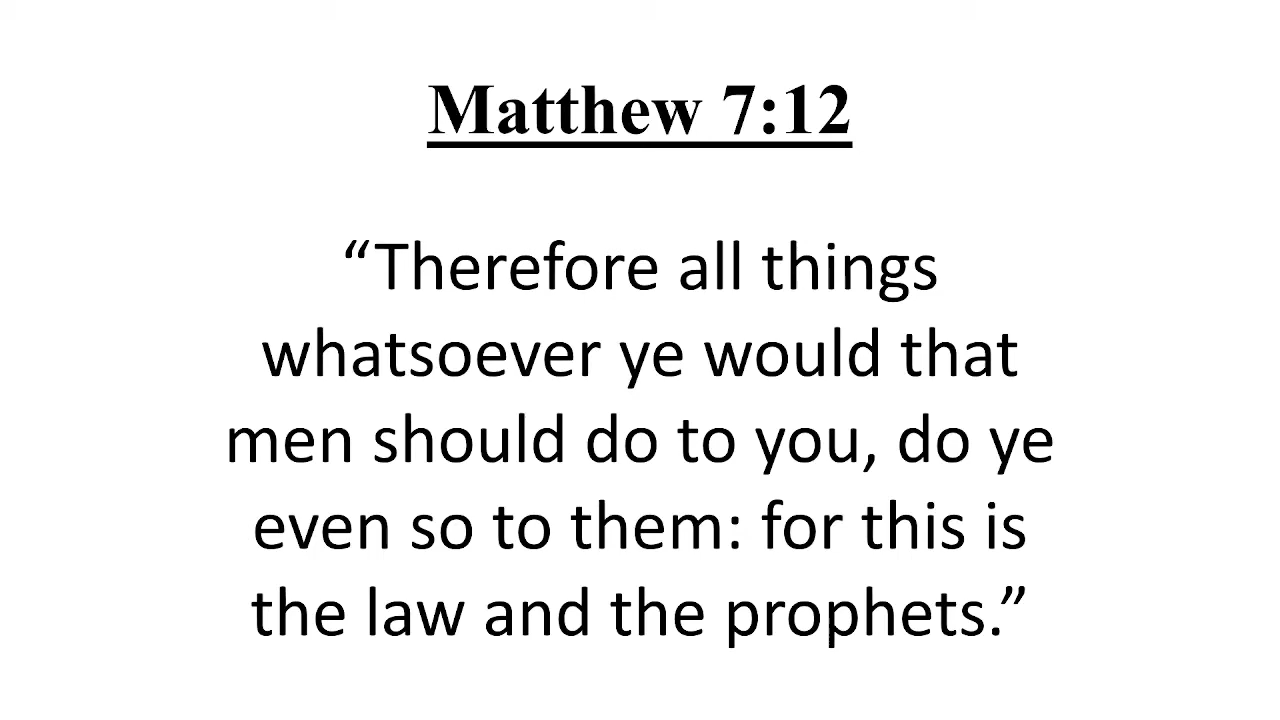 Matthew 7:12
“Therefore all things
whatsoever ye would that
men should do to you, do ye
even so to them: for this is
the law and the prophets.”